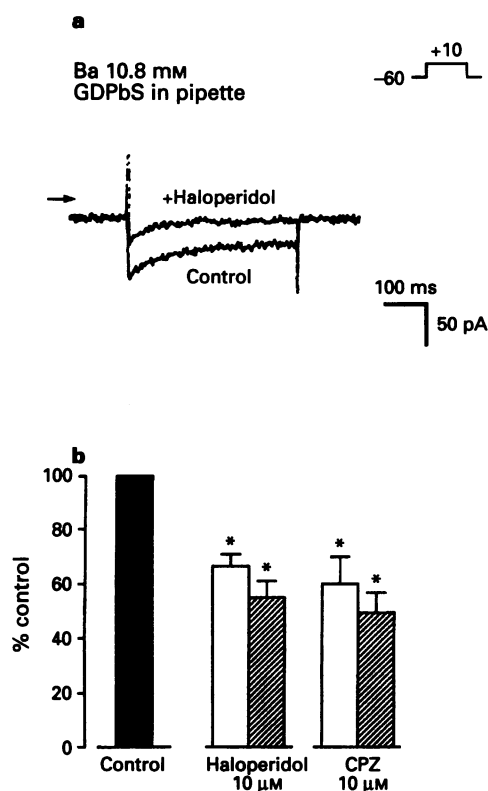 a
Ba 10.8 mM
GDPbS in pipette
+10
–60
+Haloperidol
Control
100 ms
50 pA
b
% control
100
80
60
40
20
0
*
*
*
*
Control
Haloperidol
10 μM
CPZ
10 μM